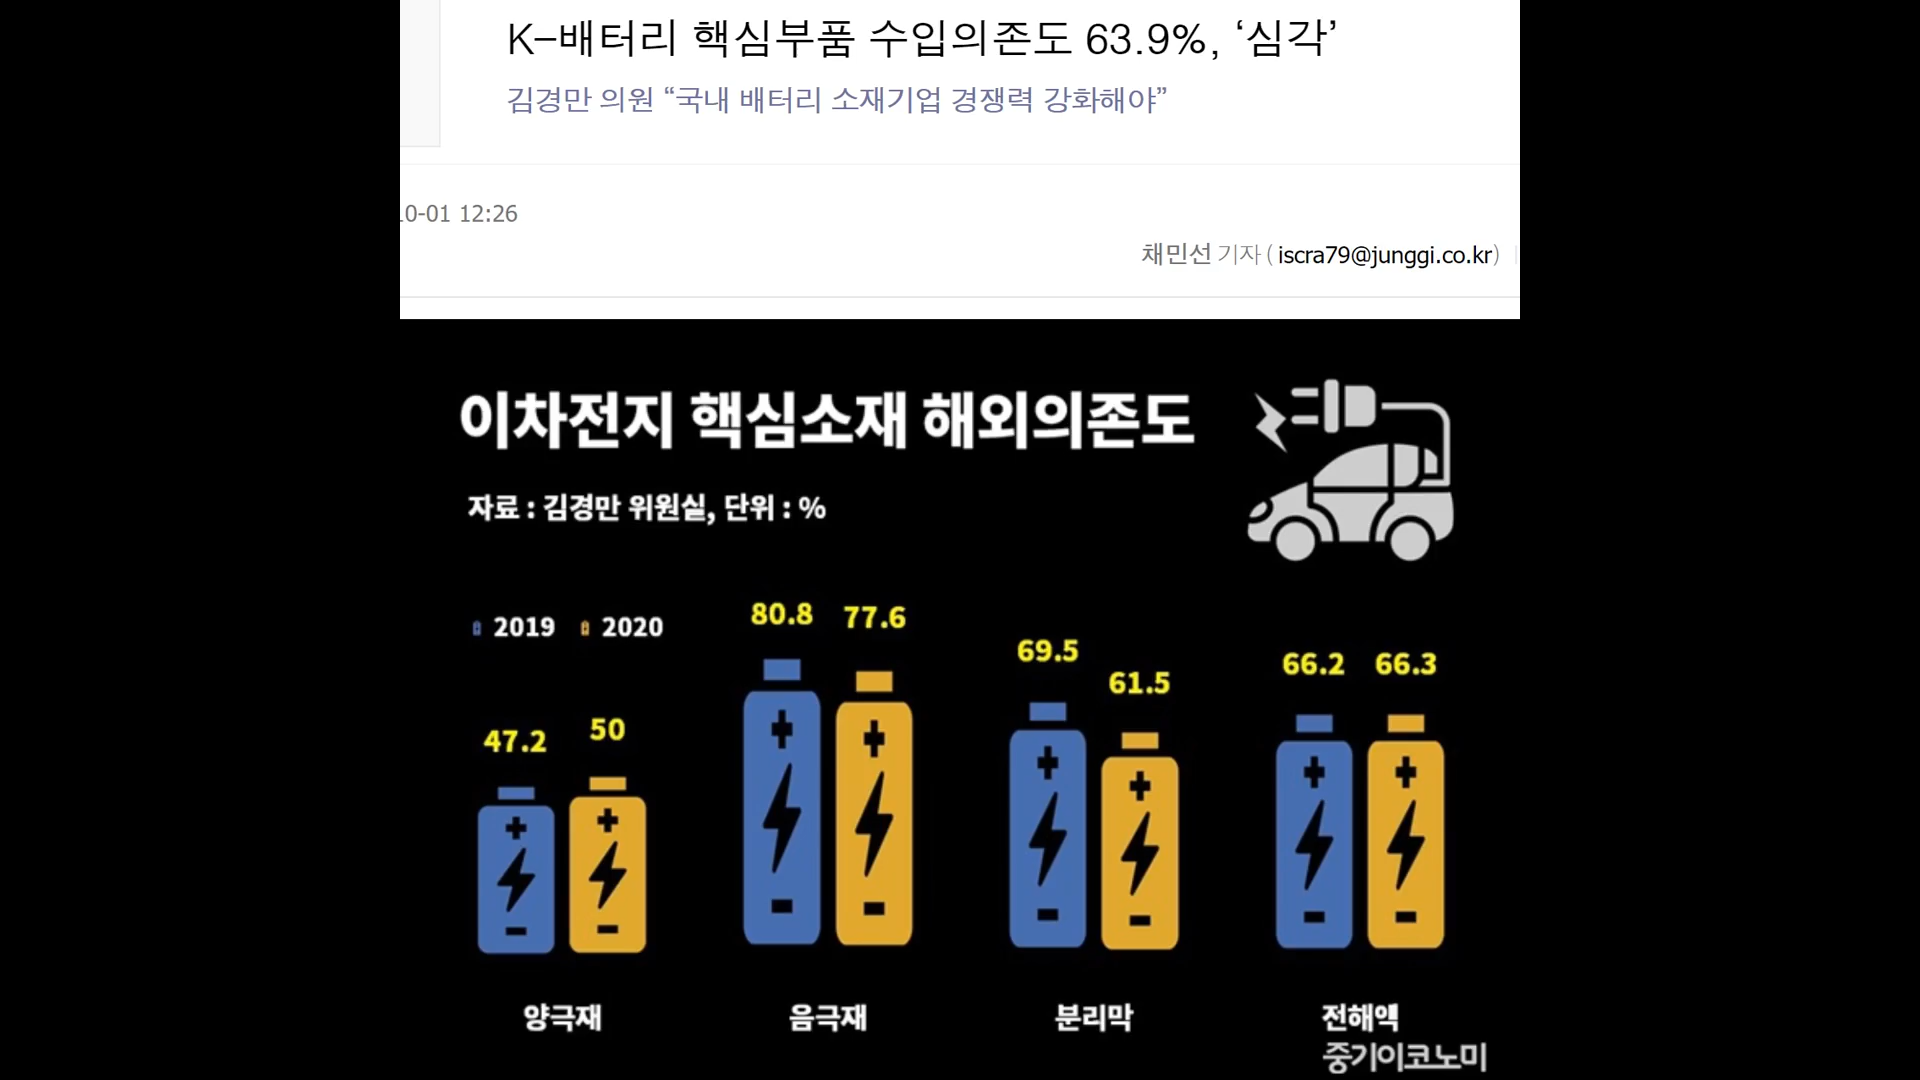 K-배터리 핵심부품 수입의존도 63.9%, ‘심각’
김경만 의원 “국내 배터리 소재기업 경쟁력 강화해야”
10-01 12:26
채민선 기자 ( iscra79@junggi.co.kr)
이차전지 핵심소재 해외의존도
자료 : 김경만 위원실, 단위 : %
2019 2020
47.2 50 80.8 77.6 69.5 61.5 66.2 66.3
양극재 음극재 분리막 전해액
중기이코노미